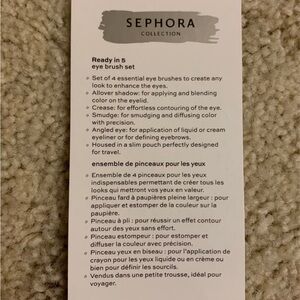 SEPHORA
COLLECTION
Ready in 5
eye brush set
• Set of 4 essential eye brushes to create any
look to enhance the eyes.
• Allover shadow: for applying and blending
color on the eyelid.
• Crease: for effortless contouring of the eye.
• Smudge: for smudging and diffusing color
with precision.
• Angled eye: for application of liquid or cream
eyeliner or for defining eyebrows.
• Housed in a slim pouch perfectly designed
for travel.
ensemble de pinceaux pour les yeux
• Ensemble de 4 pinceaux pour les yeux
indispensables permettant de créer tous les
looks qui mettront vos yeux en valeur.
• Pinceau fard à paupières pleine largeur : pour
appliquer et estomper de la couleur sur la
paupière.
• Pinceau à pli : pour réussir un effet contour
autour des yeux sans effort.
• Pinceau estompeur : pour estomper et
diffuser la couleur avec précision.
• Pinceau yeux en biseau : pour l'application de
crayon pour les yeux liquide ou en crème ou
bien pour définir les sourcils.
• Vendus dans une petite trousse, idéal pour
voyager.